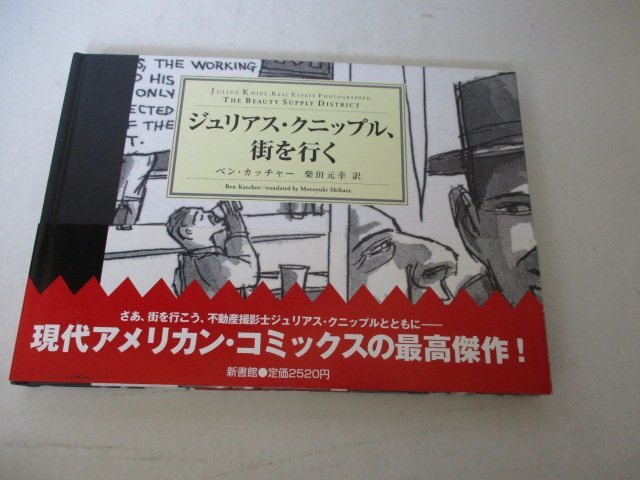 S, THE WORKING
D HIS
ONLY
ECTED
F THE
T.
JULIUS KNIPL, REAL ESTATE PHOTOGRAPHER:
THE BEAUTY SUPPLY DISTRICT
ジュリアス・クニップル、
街を行く
ベン・カッチャー 柴田元幸 訳
Ben Katchor / translated by Motoyuki Shibata
さあ、街を行こう、不動産撮影士ジュリアス・クニップルとともに――
現代アメリカン・コミックスの最高傑作！
新書館●定価2520円